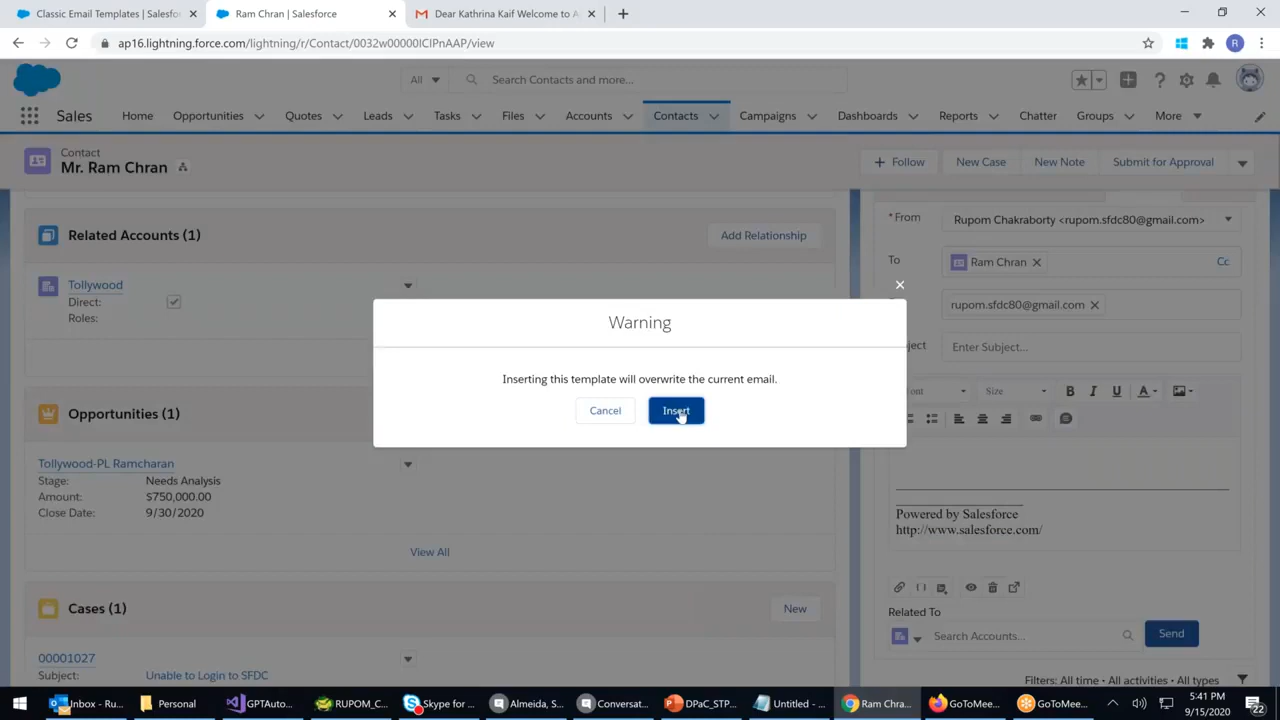 Classic Email Templates | Salesfor
Ram Chran | Salesforce
Dear Kathrina Kaif Welcome to A
ap16.lightning.force.com/lightning/r/Contact/0032w00000ICIPnAAP/view
R
All
Search Contacts and more...
Sales
Home
Opportunities
Quotes
Leads
Tasks
Files
Accounts
Contacts
Campaigns
Dashboards
Reports
Chatter
Groups
More
Contact
Mr. Ram Chran
+ Follow
New Case
New Note
Submit for Approval
Related Accounts (1)
Add Relationship
Tollywood
Direct:
Roles:
Opportunities (1)
Tollywood-PL Ramcharan
Stage: Needs Analysis
Amount: $750,000.00
Close Date: 9/30/2020
View All
Cases (1)
New
00001027
Subject: Unable to Login to SFDC
Warning
Inserting this template will overwrite the current email.
Cancel
Insert
*From
Rupom Chakraborty <rupom.sfdc80@gmail.com>
To
Ram Chran
Cc
rupom.sfdc80@gmail.com
Enter Subject...
Size
B I U A
Powered by Salesforce
http://www.salesforce.com/
Related To
Search Accounts...
Send
Filters: All time • All activities • All types
Inbox - Ru...
Personal
GPTAuto...
RUPOM_C...
Skype for ...
Almeida, S...
Conversat...
DPaC_STP...
Untitled - ...
Ram Chra...
GoToMee...
GoToMee...
5:41 PM
9/15/2020
22